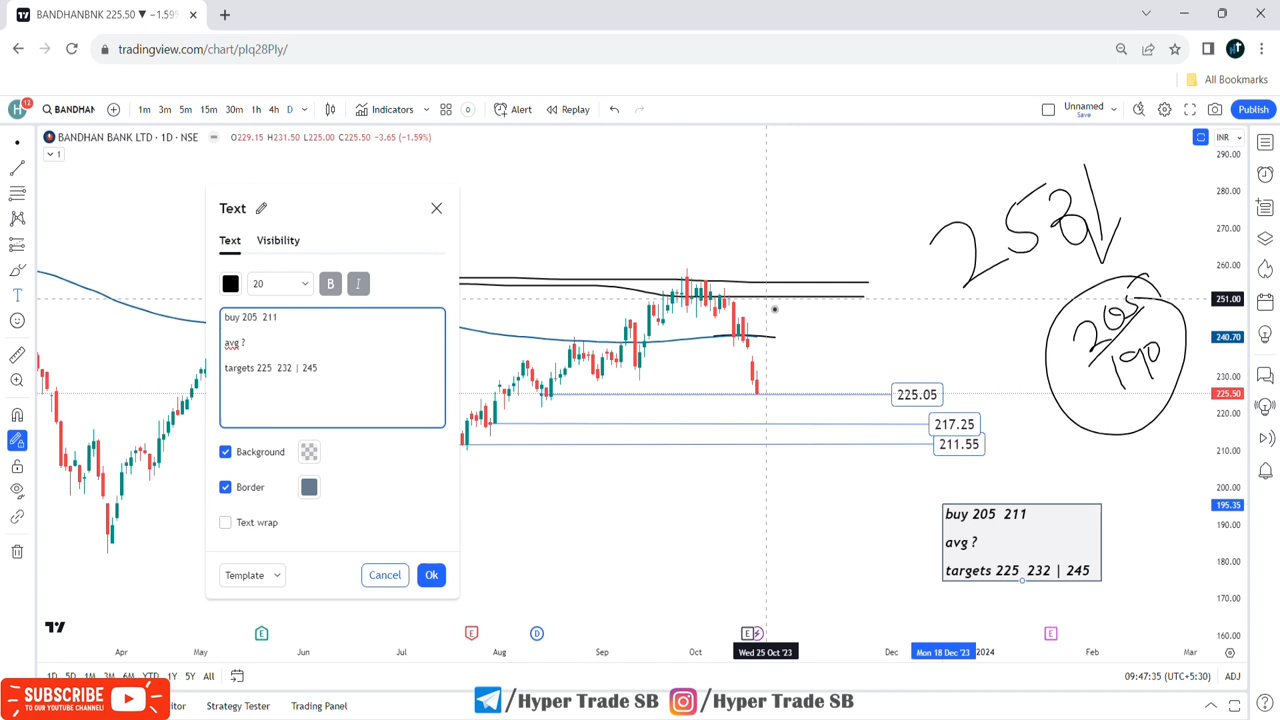 BANDHANBNK 225.50 ▼ −1.59
tradingview.com/chart/plq28Ply/
All Bookmarks
H 12 BANDHAN 1m 3m 5m 15m 30m 1h 4h D Indicators Alert Replay Unnamed Save Publish
BANDHAN BANK LTD · 1D · NSE O229.15 H231.50 L225.00 C225.50 −3.65 (−1.59%)
INR
1
290.00
280.00
270.00
260.00
251.00
240.70
230.00
225.50
220.00
210.00
200.00
195.35
190.00
180.00
170.00
160.00
205/190
225.05
217.25
211.55
Text
Text Visibility
20 B I
buy 205 211
avg ?
targets 225 232 | 245
Background
Border
Text wrap
Template Cancel Ok
buy 205 211
avg ?
targets 225 232 | 245
E E D E E
Apr May Jun Jul Aug Sep Oct Wed 25 Oct '23 Dec Mon 18 Dec '23 2024 Feb Mar
1D 5D 1M 3M 6M YTD 1Y 5Y All 09:47:35 (UTC+5:30) ADJ
SUBSCRIBE
TO OUR YOUTUBE CHANNEL!
Strategy Tester Trading Panel
/Hyper Trade SB /Hyper Trade SB